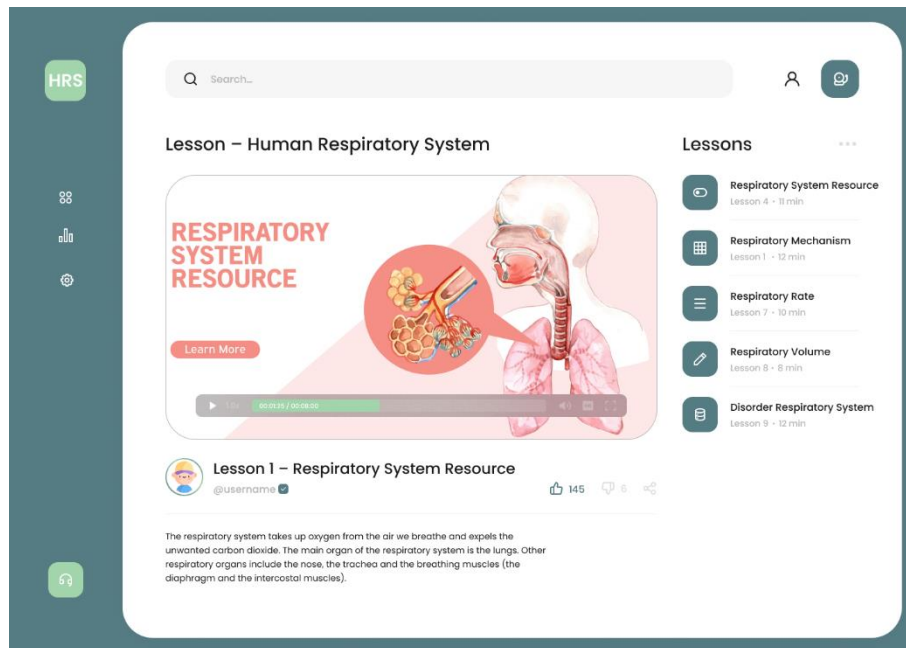 HRS
Search...
Lesson – Human Respiratory System
RESPIRATORY
SYSTEM
RESOURCE
Learn More
1.0x
00:01:35 / 00:08:00
Lesson 1 – Respiratory System Resource
@username
145
6
The respiratory system takes up oxygen from the air we breathe and expels the
unwanted carbon dioxide. The main organ of the respiratory system is the lungs. Other
respiratory organs include the nose, the trachea and the breathing muscles (the
diaphragm and the intercostal muscles).
Lessons
Respiratory System Resource
Lesson 4 • 11 min
Respiratory Mechanism
Lesson 1 • 12 min
Respiratory Rate
Lesson 7 • 10 min
Respiratory Volume
Lesson 8 • 8 min
Disorder Respiratory System
Lesson 9 • 12 min